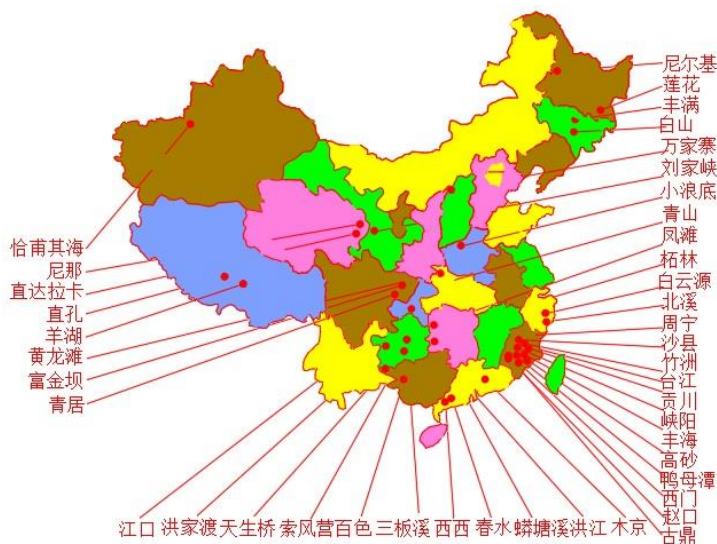 尼尔基
莲花
丰满
白山
万家寨
刘家峡
小浪底
青山
凤滩
柘林
白云源
北溪
周宁
沙县
竹洲
台江
贡川
峡阳
丰海
高砂
鸭母潭
西门
赵口
古鼎
恰甫其海
尼那
直达拉卡
直孔
羊湖
黄龙滩
富金坝
青居
江口 洪家渡 天生桥 索风营 百色 三板溪 西西 春水 蟒塘溪 洪江 木京